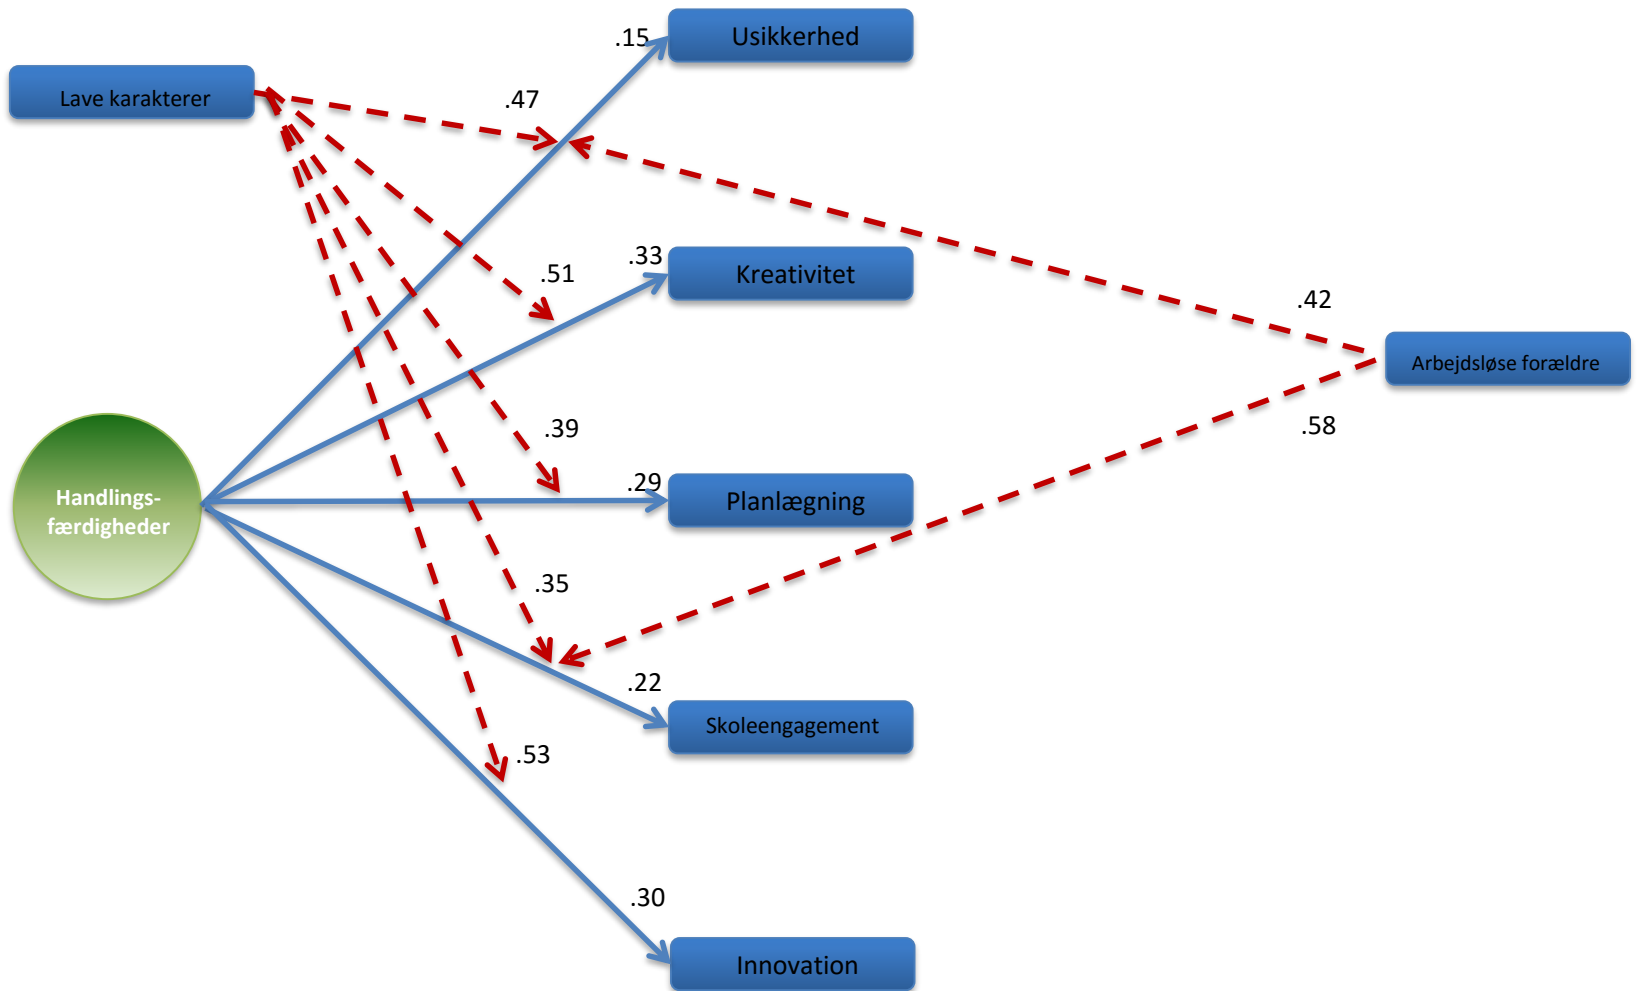 Usikkerhed
.15
Lave karakterer
.47
.33
Kreativitet
.51
.42
Arbejdsløse forældre
.39
.58
.29
Planlægning
Handlings-
færdigheder
.35
.22
Skoleengagement
.53
.30
Innovation